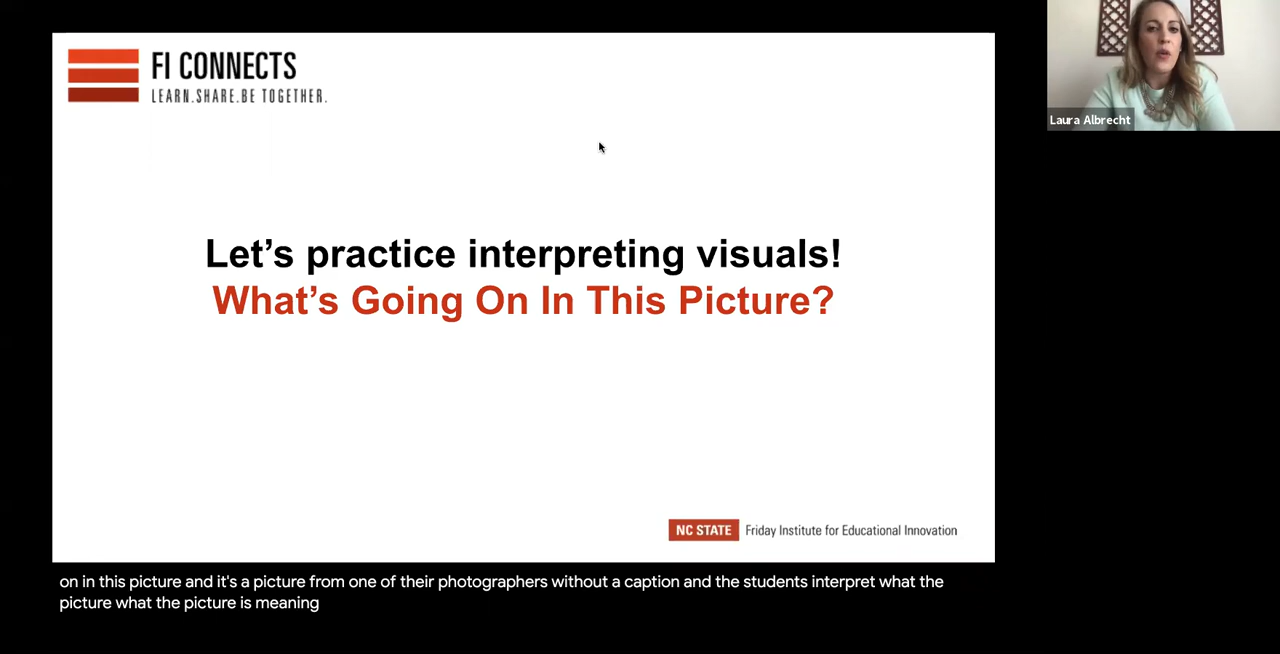 FI CONNECTS
LEARN.SHARE.BE TOGETHER.
Laura Albrecht
Let's practice interpreting visuals!
What's Going On In This Picture?
NC STATE Friday Institute for Educational Innovation
on in this picture and it's a picture from one of their photographers without a caption and the students interpret what the
picture what the picture is meaning